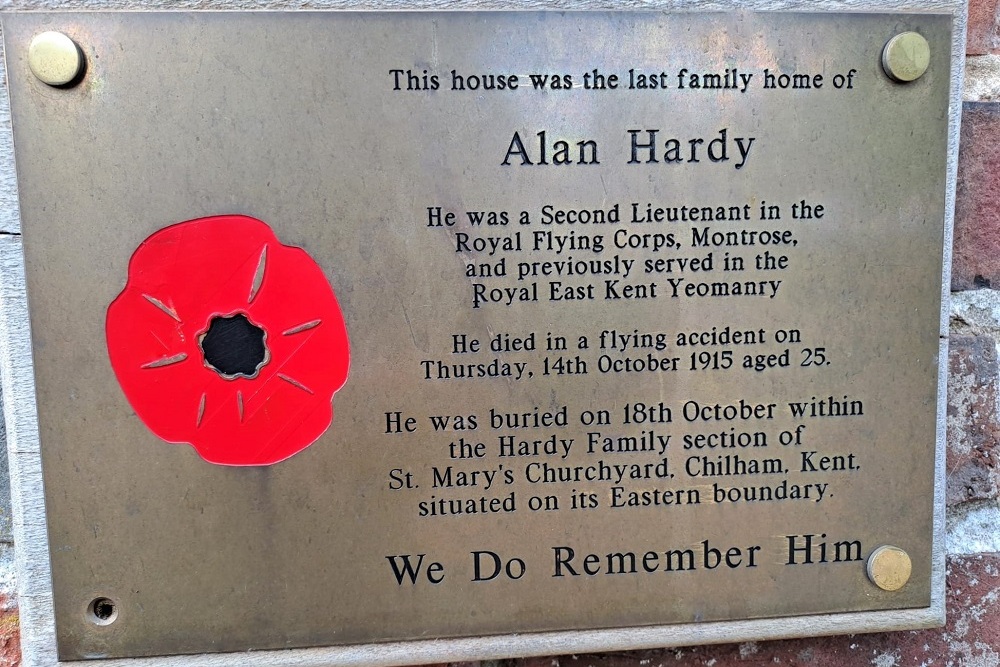 This house was the last family home of
Alan Hardy
He was a Second Lieutenant in the
Royal Flying Corps, Montrose,
and previously served in the
Royal East Kent Yeomanry
He died in a flying accident on
Thursday, 14th October 1915 aged 25.
He was buried on 18th October within
the Hardy Family section of
St. Mary's Churchyard, Chilham, Kent,
situated on its Eastern boundary.
We Do Remember Him